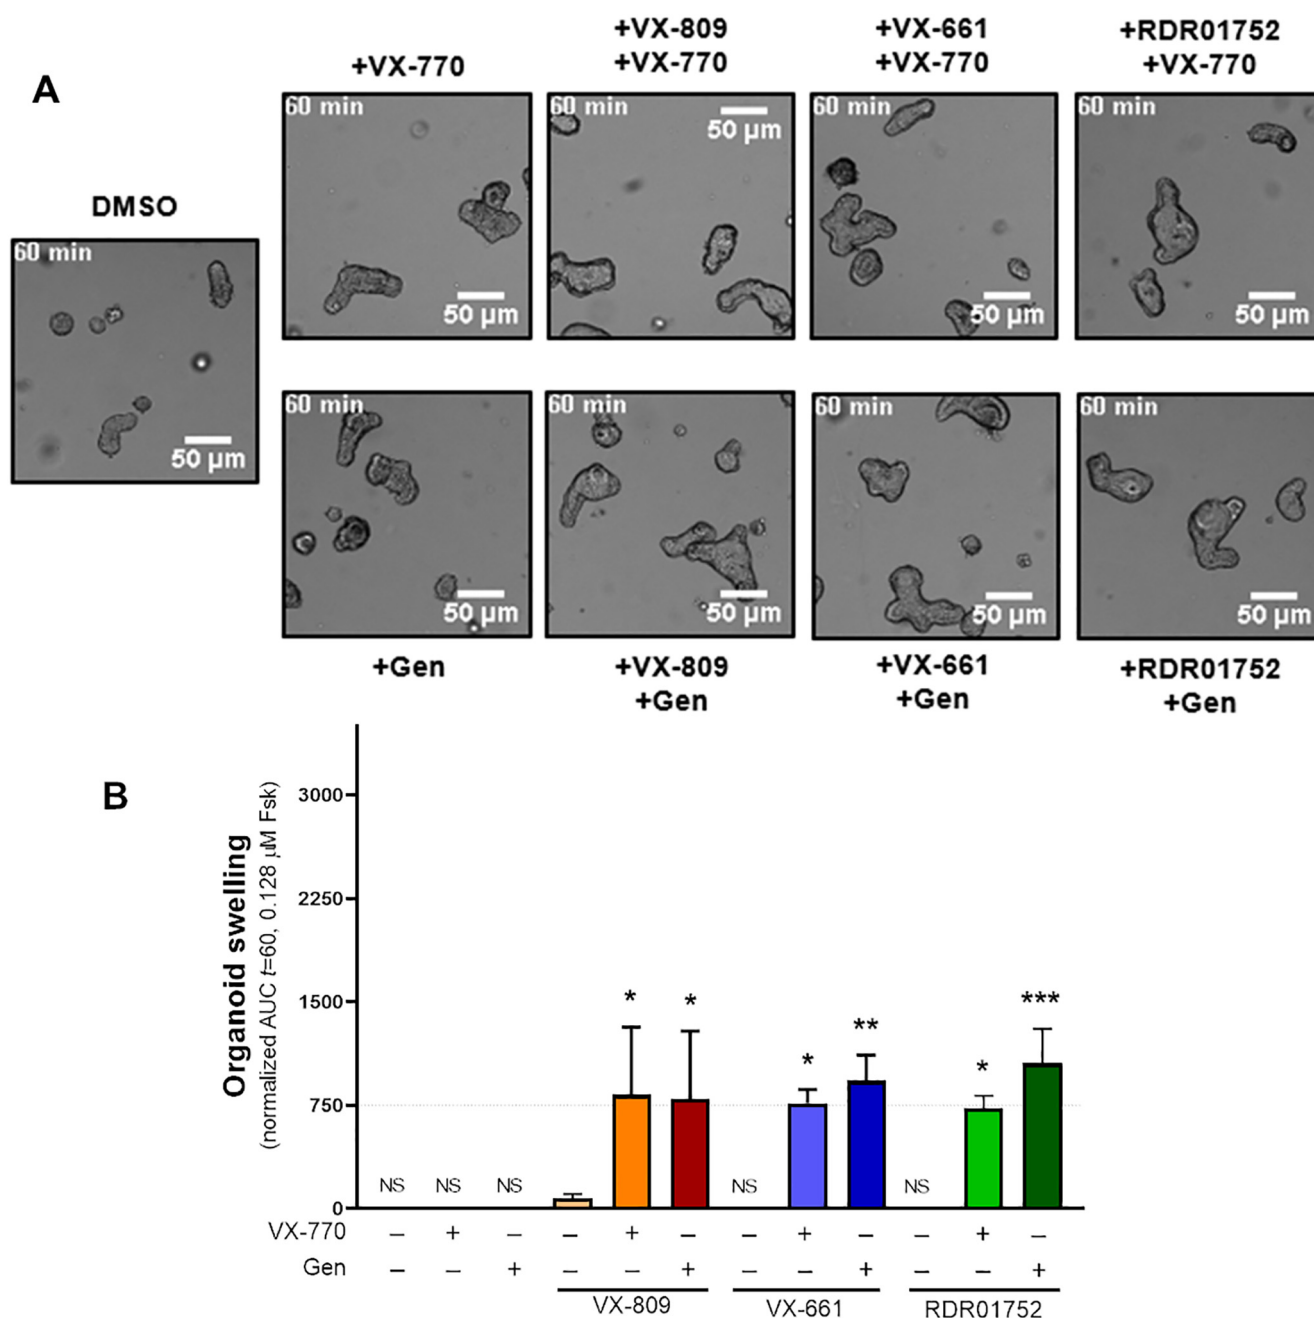 A
DMSO
+VX-770
+VX-809
+VX-770
+VX-661
+VX-770
+RDR01752
+VX-770
60 min
50 µm
60 min
50 µm
60 min
50 µm
50 µm
60 min
50 µm
60 min
50 µm
60 min
50 µm
60 min
50 µm
60 min
50 µm
60 min
50 µm
+Gen
+VX-809
+Gen
+VX-661
+Gen
+RDR01752
+Gen
B
Organoid swelling
(normalized AUC t=60, 0.128 µM Fsk)
3000
2250
1500
750
0
NS NS NS * * NS * ** NS * ***
VX-770 – + – – + – – + – – + –
Gen – – + – – + – – + – – +
VX-809 VX-661 RDR01752